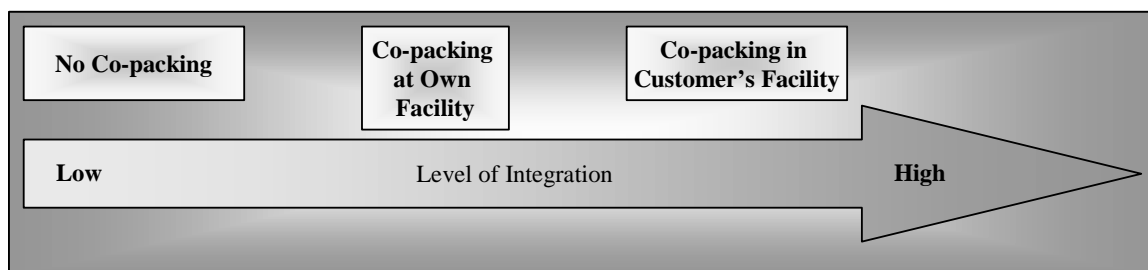 No Co-packing
Co-packing
at Own
Facility
Co-packing in
Customer's Facility
Low
Level of Integration
High